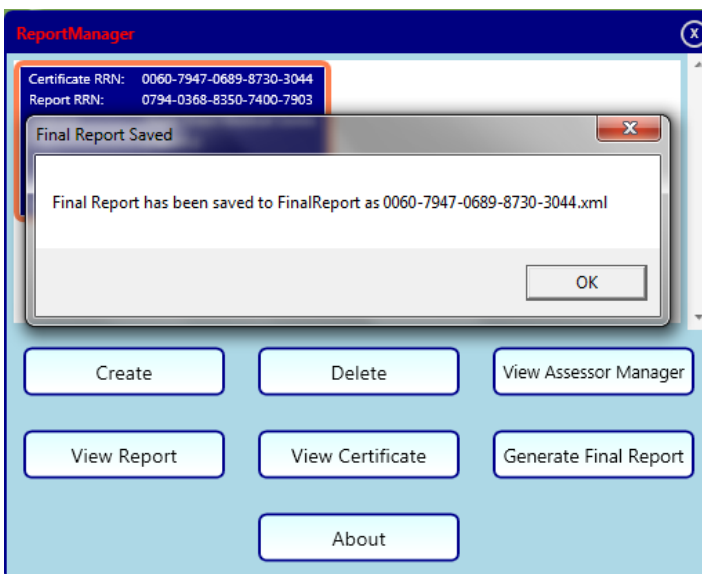 ReportManager
Certificate RRN: 0060-7947-0689-8730-3044
Report RRN: 0794-0368-8350-7400-7903
Final Report Saved
Final Report has been saved to FinalReport as 0060-7947-0689-8730-3044.xml
OK
Create
Delete
View Assessor Manager
View Report
View Certificate
Generate Final Report
About